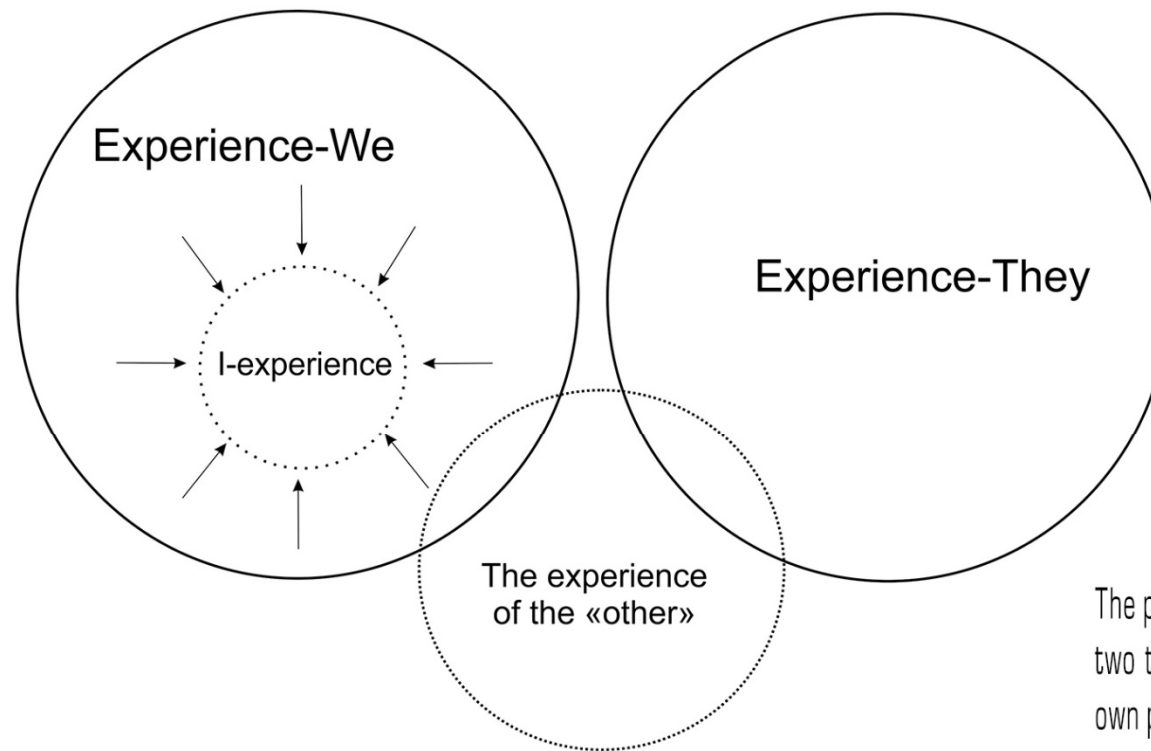 Experience-We
I-experience
Experience-They
The experience
of the «other»
The
two
own